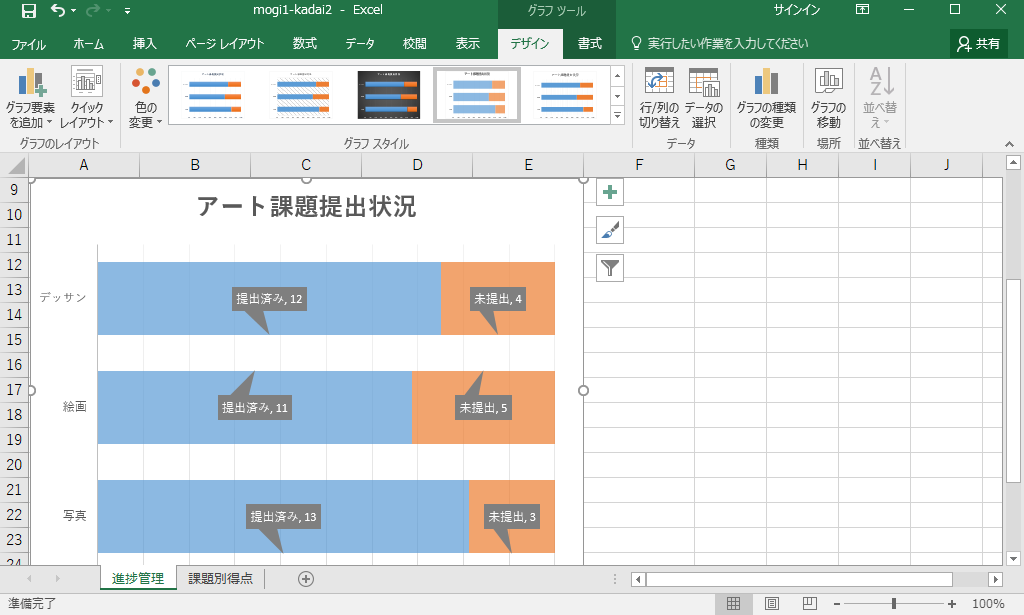 mogi1-kadai2 - Excel
グラフ ツール
サインイン
ファイル ホーム 挿入 ページ レイアウト 数式 データ 校閲 表示 デザイン 書式 実行したい作業を入力してください 共有
グラフ要素を追加
クイックレイアウト
色の変更
行/列の切り替え
データの選択
グラフの種類の変更
グラフの移動
並べ替え
グラフのレイアウト グラフ スタイル データ 種類 場所 並べ替え
A B C D E F G H I J
9
アート課題提出状況
10
11
12
13
デッサン 提出済み, 12 未提出, 4
14
15
16
17
絵画 提出済み, 11 未提出, 5
18
19
20
21
22
写真 提出済み, 13 未提出, 3
23
24
進捗管理 課題別得点
準備完了 100%